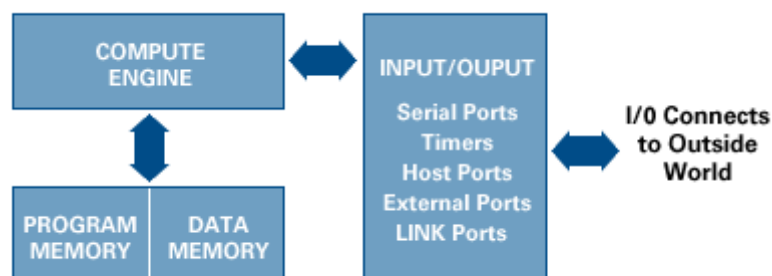 COMPUTE
ENGINE
PROGRAM
MEMORY
DATA
MEMORY
INPUT/OUPUT
Serial Ports
Timers
Host Ports
External Ports
LINK Ports
I/0 Connects
to Outside
World